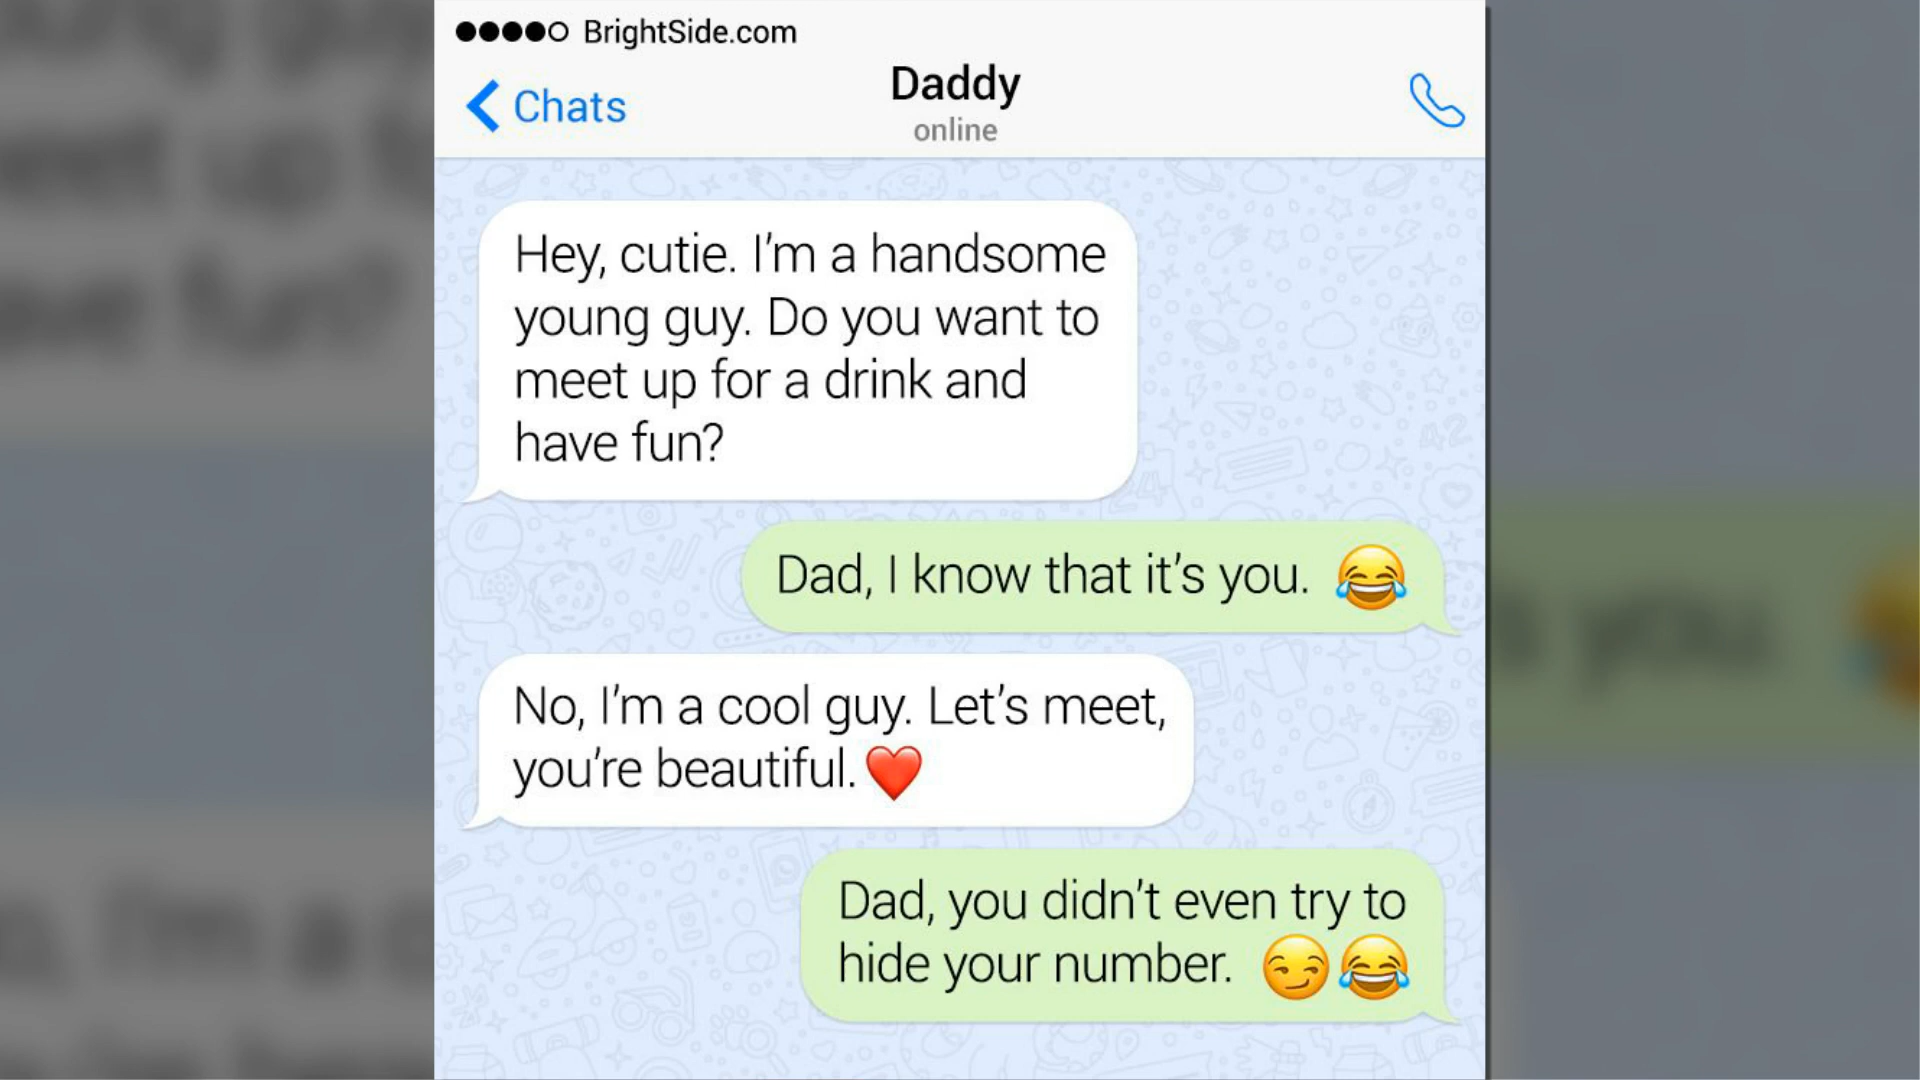 BrightSide.com
Chats
Daddy
online
Hey, cutie. I'm a handsome
young guy. Do you want to
meet up for a drink and
have fun?
Dad, I know that it's you. 😂
No, I'm a cool guy. Let's meet,
you're beautiful. ❤️
Dad, you didn't even try to
hide your number. 😏😂